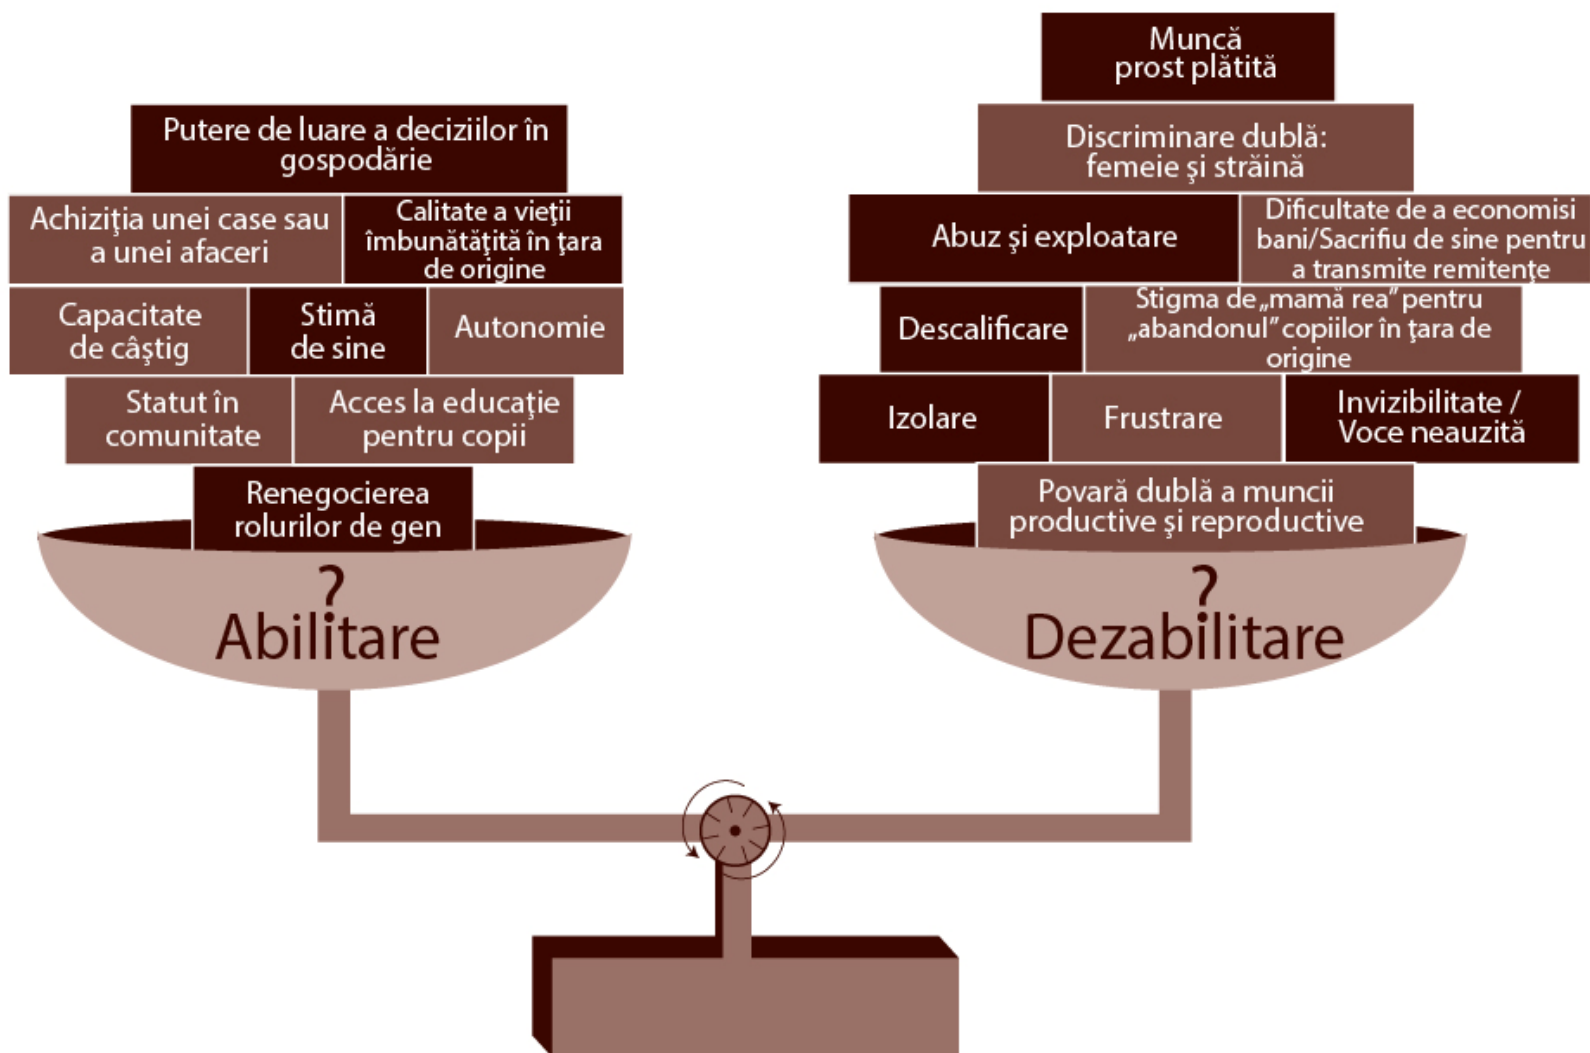 Putere de luare a deciziilor în
gospodărie
Achiziţia unei case sau
a unei afaceri
Calitate a vieţii
îmbunătăţită în ţara
de origine
Capacitate
de câştig
Stimă
de sine
Autonomie
Statut în
comunitate
Acces la educaţie
pentru copii
Renegocierea
rolurilor de gen
?
Abilitare
Muncă
prost plătită
Discriminare dublă:
femeie şi străină
Abuz şi exploatare
Dificultate de a economisi
bani/Sacrifiu de sine pentru
a transmite remitenţe
Descalificare
Stigma de „mamă rea” pentru
„abandonul” copiilor în ţara de
origine
Izolare
Frustrare
Invizibilitate /
Voce neauzită
Povară dublă a muncii
productive şi reproductive
?
Dezabilitare